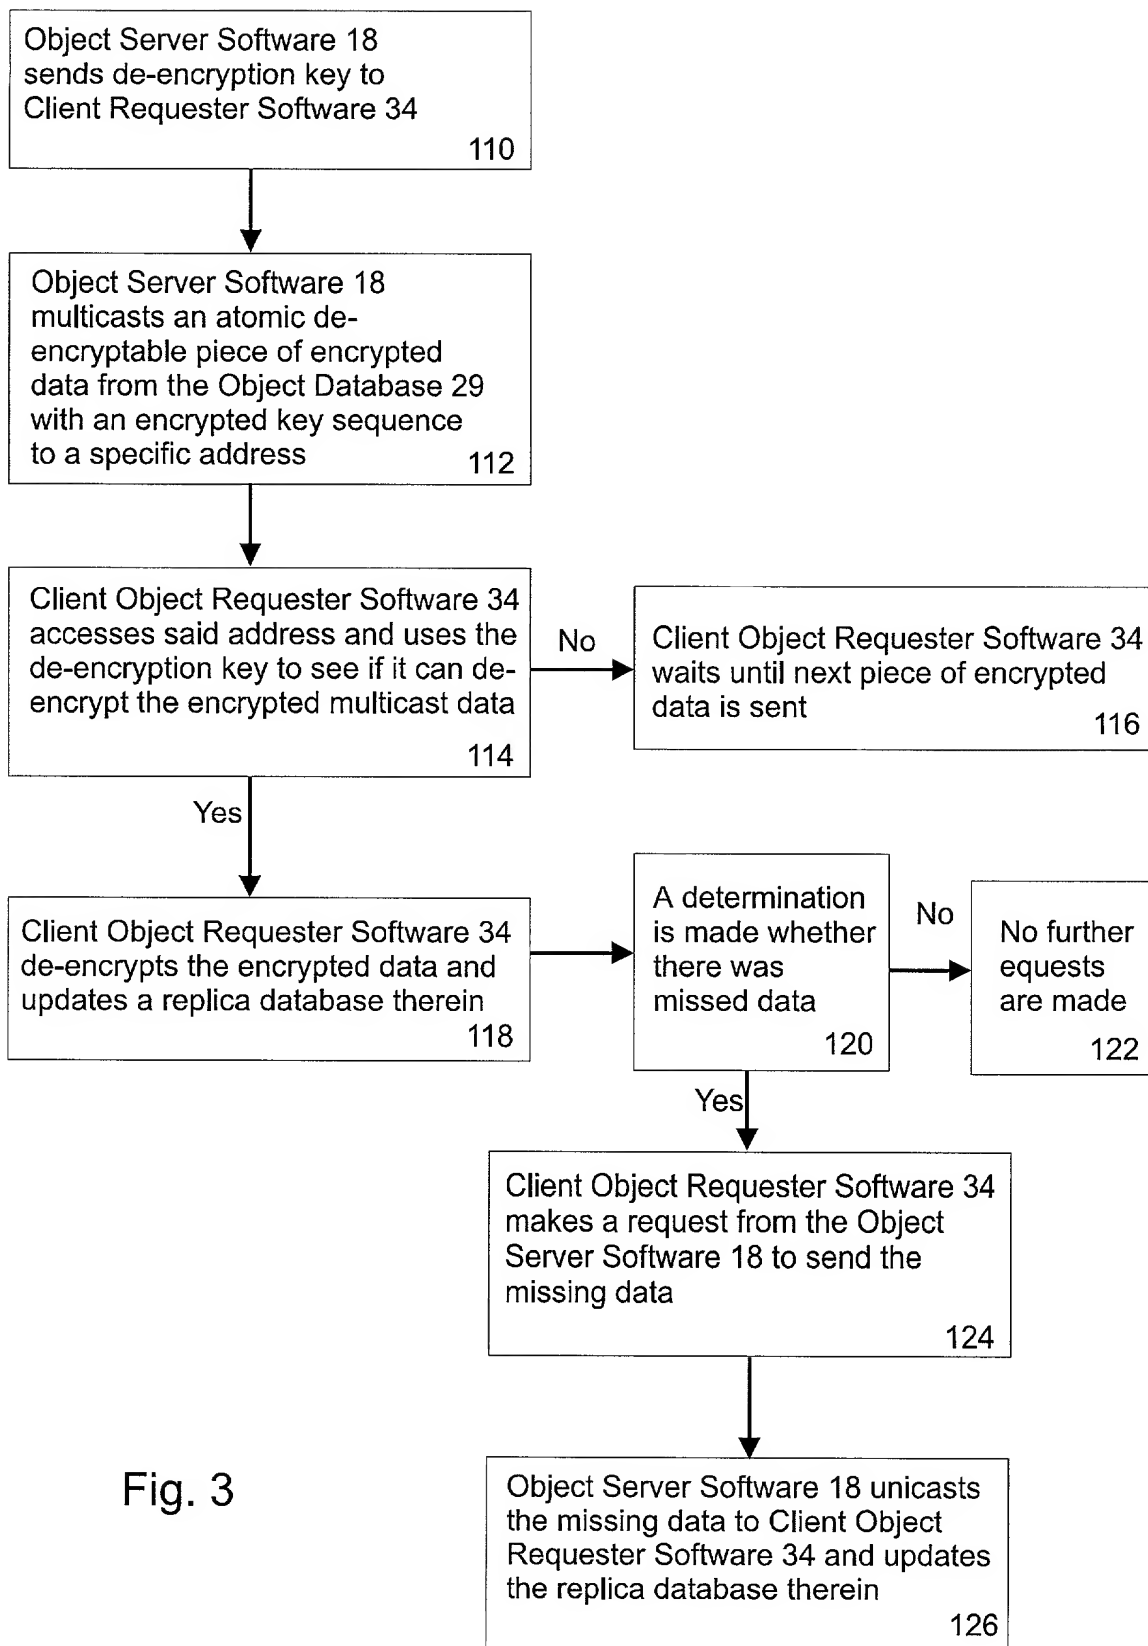 Object Server Software 18
sends de-encryption key to
Client Requester Software 34
110
Object Server Software 18
multicasts an atomic de-
encryptable piece of encrypted
data from the Object Database 29
with an encrypted key sequence
to a specific address
112
Client Object Requester Software 34
accesses said address and uses the
de-encryption key to see if it can de-
encrypt the encrypted multicast data
114
No
Client Object Requester Software 34
waits until next piece of encrypted
data is sent
116
Yes
Client Object Requester Software 34
de-encrypts the encrypted data and
updates a replica database therein
118
A determination
is made whether
there was
missed data
120
No
No further
equests
are made
122
Yes
Client Object Requester Software 34
makes a request from the Object
Server Software 18 to send the
missing data
124
Object Server Software 18 unicasts
the missing data to Client Object
Requester Software 34 and updates
the replica database therein
126
Fig. 3